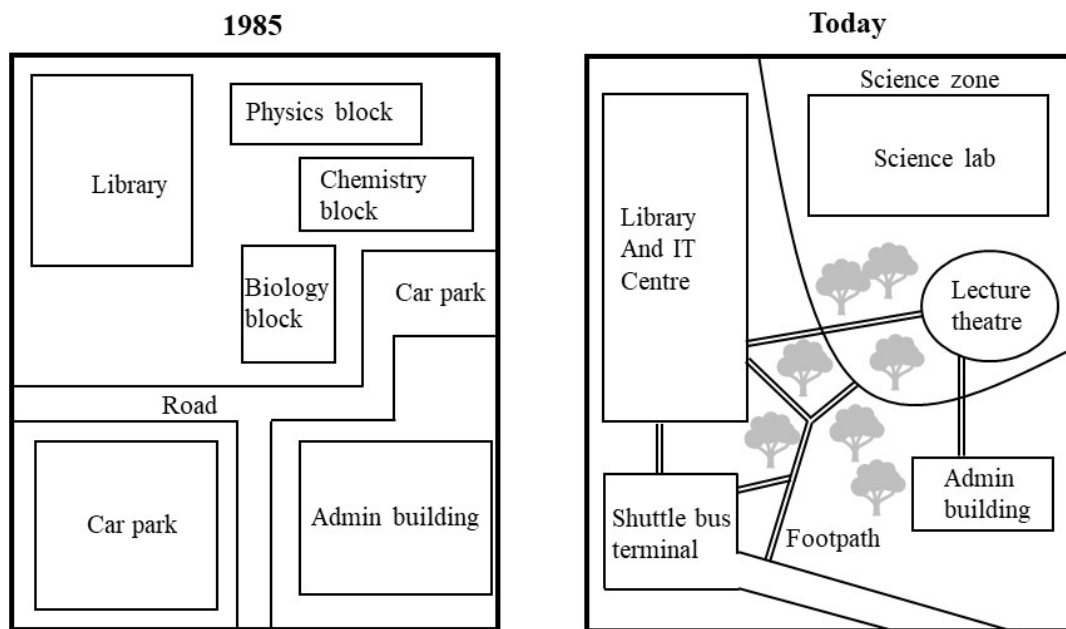 1985
Physics block
Library
Chemistry
block
Biology
block
Car park
Road
Car park
Admin building
Today
Science zone
Science lab
Library
And IT
Centre
Lecture
theatre
Shuttle bus
terminal
Footpath
Admin
building